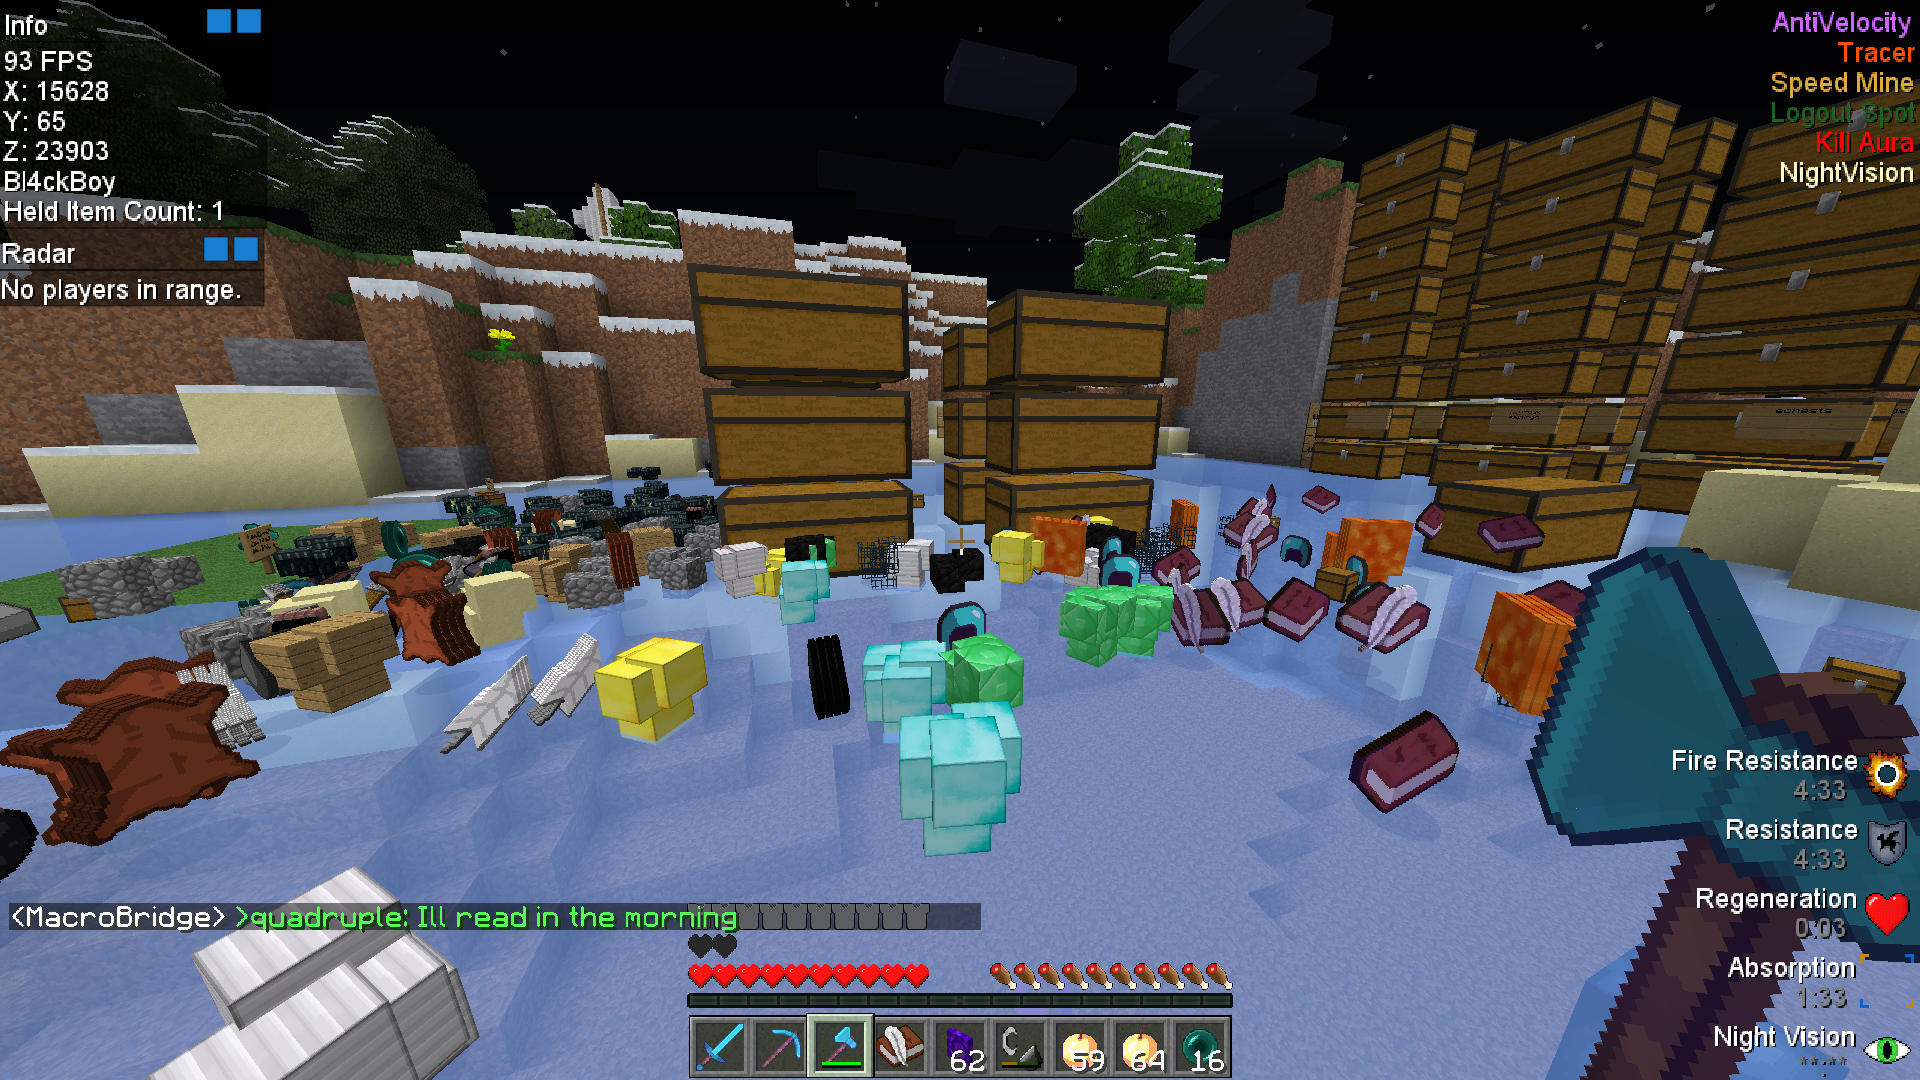 Info
93 FPS
X: 15628
Y: 65
Z: 23903
Bl4ckBoy
Held Item Count: 1
Radar
No players in range.
AntiVelocity
Tracer
Speed Mine
Logout Spot
Kill Aura
NightVision
echests
Fire Resistance
4:33
Resistance
4:33
Regeneration
0:03
Absorption
1:33
Night Vision
**:**
<MacroBridge> >quadruple: Ill read in the morning
62
59
64
16